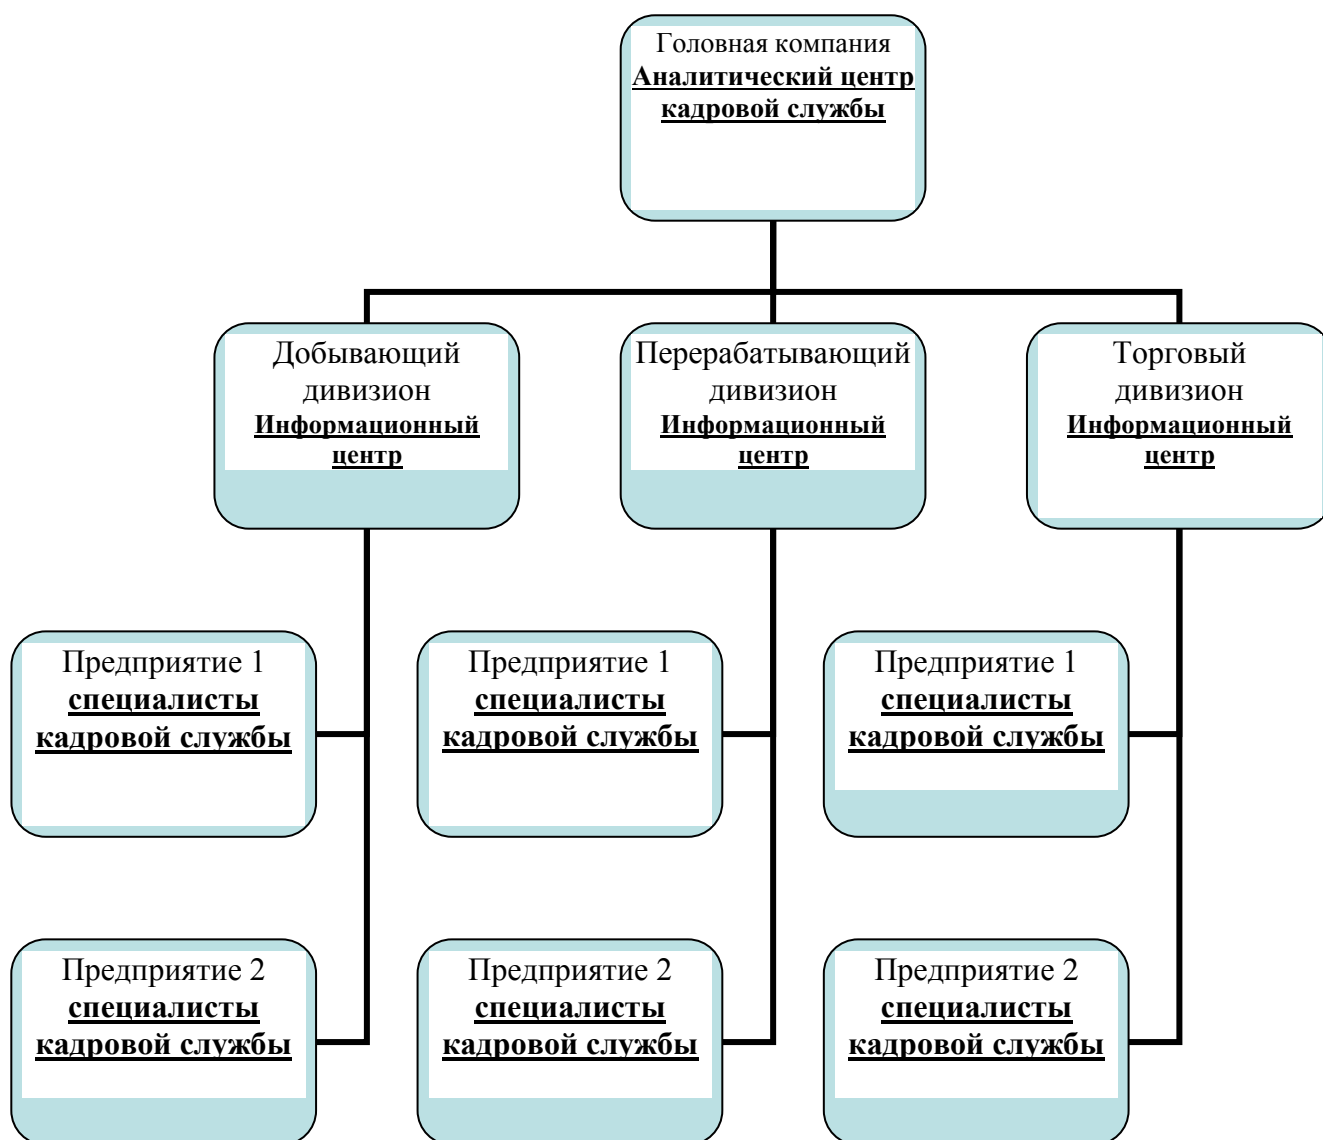 Головная компания
Аналитический центр
кадровой службы
Добывающий
дивизион
Информационный
центр
Перерабатывающий
дивизион
Информационный
центр
Торговый
дивизион
Информационный
центр
Предприятие 1
специалисты
кадровой службы
Предприятие 1
специалисты
кадровой службы
Предприятие 1
специалисты
кадровой службы
Предприятие 2
специалисты
кадровой службы
Предприятие 2
специалисты
кадровой службы
Предприятие 2
специалисты
кадровой службы